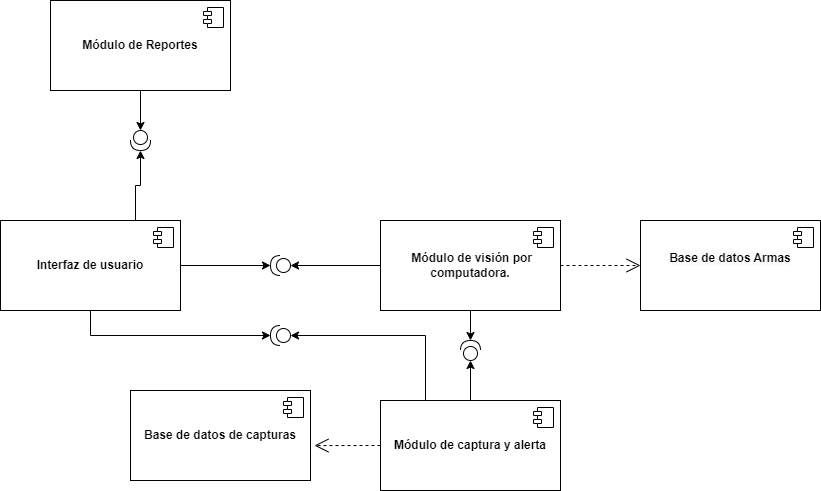 Módulo de Reportes
Interfaz de usuario
Módulo de visión por
computadora.
Base de datos Armas
Base de datos de capturas
Módulo de captura y alerta